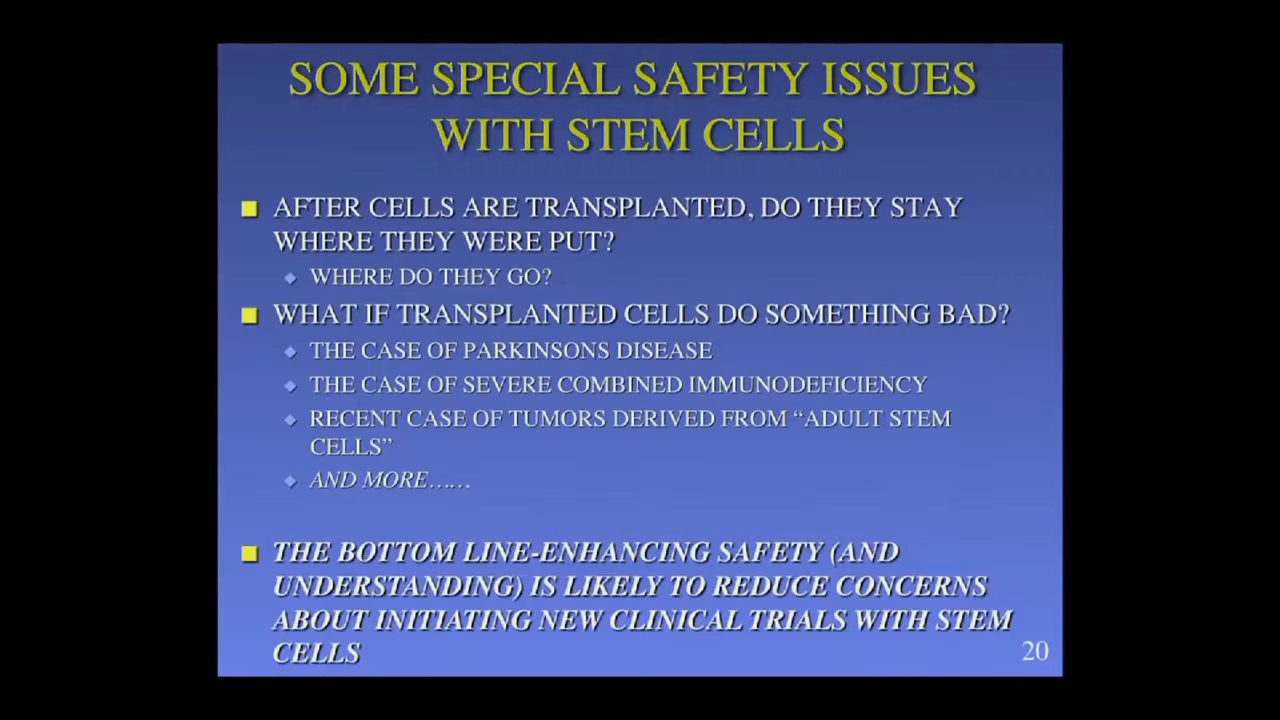 SOME SPECIAL SAFETY ISSUES
WITH STEM CELLS
AFTER CELLS ARE TRANSPLANTED, DO THEY STAY
WHERE THEY WERE PUT?
WHERE DO THEY GO?
WHAT IF TRANSPLANTED CELLS DO SOMETHING BAD?
THE CASE OF PARKINSONS DISEASE
THE CASE OF SEVERE COMBINED IMMUNODEFICIENCY
RECENT CASE OF TUMORS DERIVED FROM “ADULT STEM
CELLS”
AND MORE……
THE BOTTOM LINE-ENHANCING SAFETY (AND
UNDERSTANDING) IS LIKELY TO REDUCE CONCERNS
ABOUT INITIATING NEW CLINICAL TRIALS WITH STEM
CELLS
20